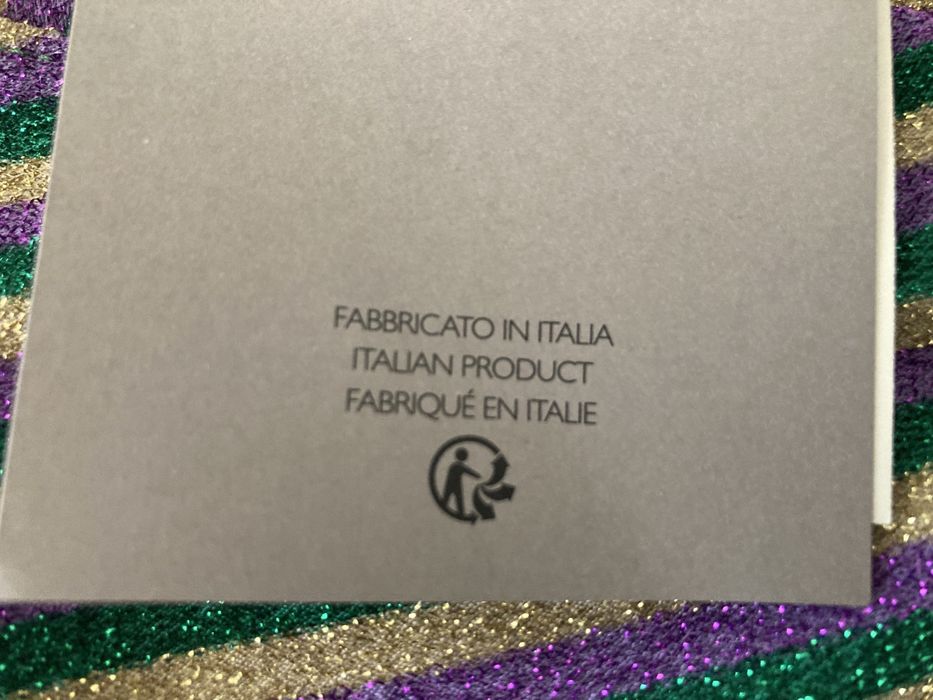 FABBRICATO IN ITALIA
ITALIAN PRODUCT
FABRIQUÉ EN ITALIE